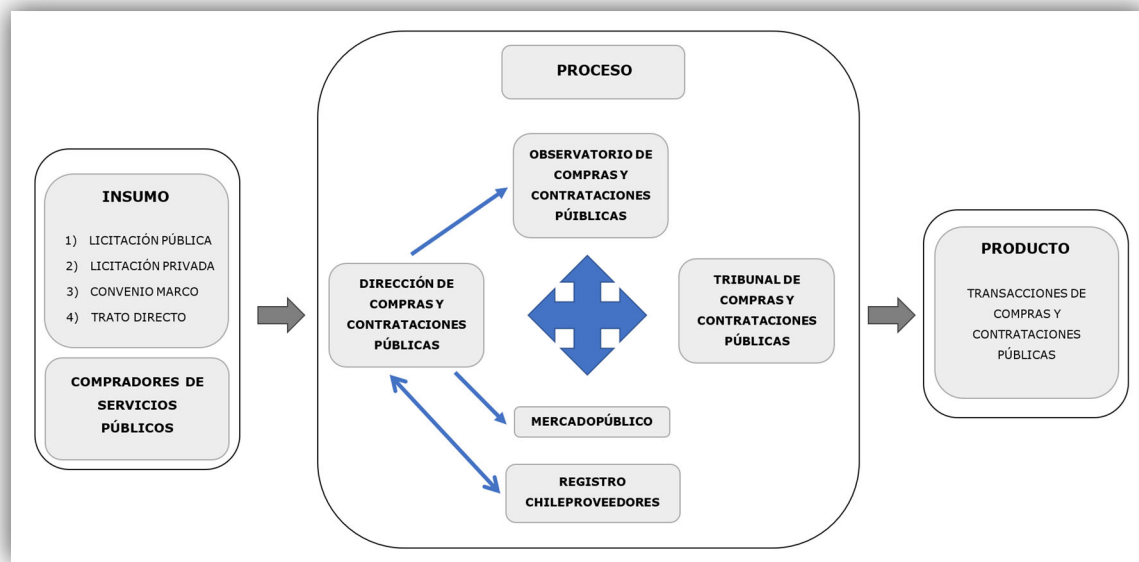 INSUMO
1) LICITACIÓN PÚBLICA
2) LICITACIÓN PRIVADA
3) CONVENIO MARCO
4) TRATO DIRECTO
COMPRADORES DE
SERVICIOS
PÚBLICOS
PROCESO
OBSERVATORIO DE
COMPRAS Y
CONTRATACIONES
PÚIBLICAS
DIRECCIÓN DE
COMPRAS Y
CONTRATACIONES
PÚBLICAS
TRIBUNAL DE
COMPRAS Y
CONTRATACIONES
PÚBLICAS
MERCADOPÚBLICO
REGISTRO
CHILEPROVEEDORES
PRODUCTO
TRANSACCIONES DE
COMPRAS Y
CONTRATACIONES
PÚBLICAS